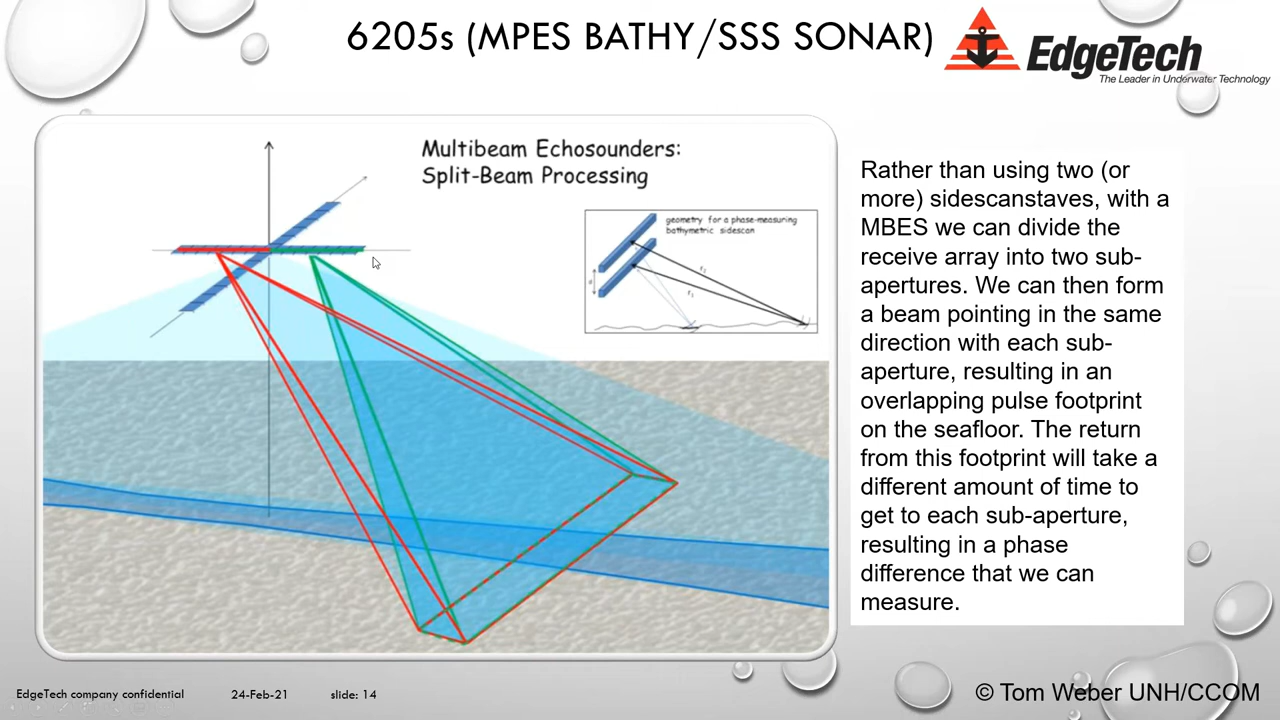 6205s (MPES BATHY/SSS SONAR)
EdgeTech
The Leader in Underwater Technology
Multibeam Echosounders:
Split-Beam Processing
geometry for a phase-measuring
bathymetric sidescan
d
r2
r1
Rather than using two (or
more) sidescanstaves, with a
MBES we can divide the
receive array into two sub-
apertures. We can then form
a beam pointing in the same
direction with each sub-
aperture, resulting in an
overlapping pulse footprint
on the seafloor. The return
from this footprint will take a
different amount of time to
get to each sub-aperture,
resulting in a phase
difference that we can
measure.
EdgeTech company confidential
24-Feb-21
slide: 14
© Tom Weber UNH/CCOM